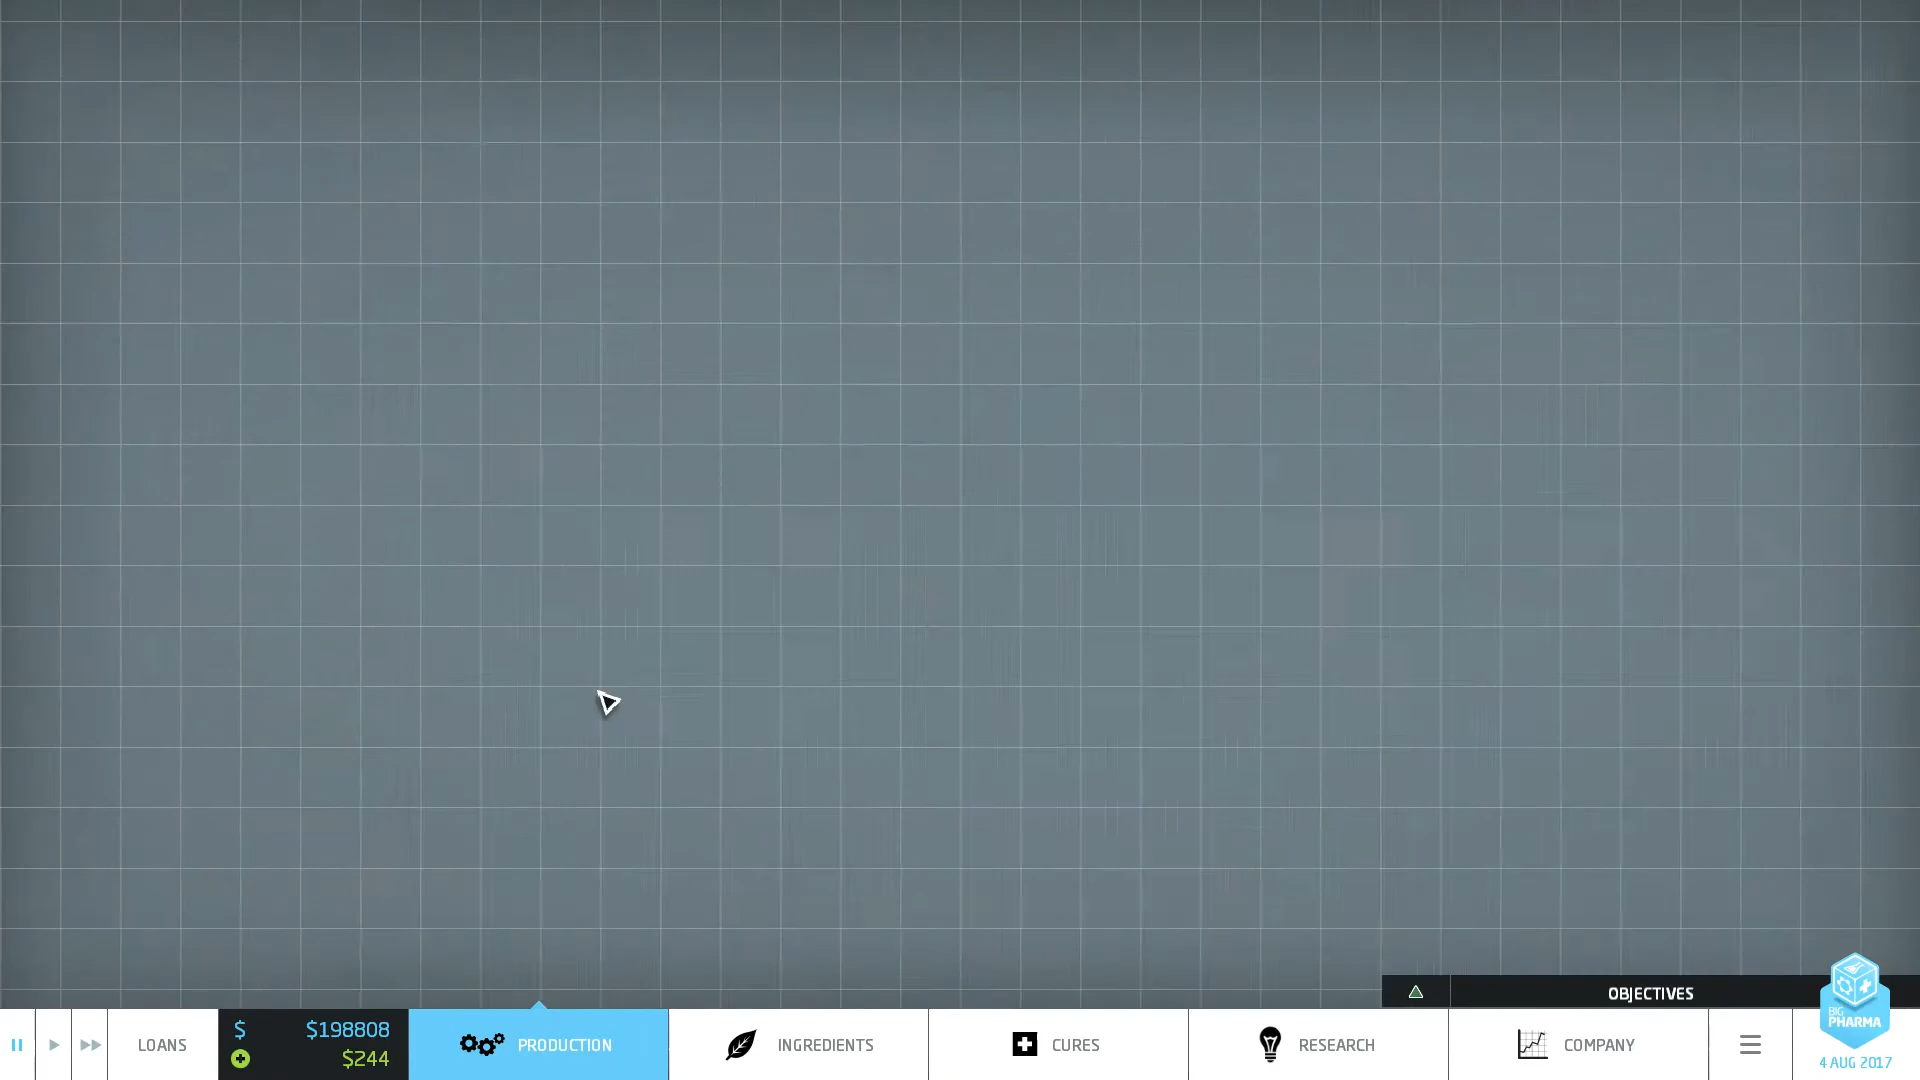 OBJECTIVES
LOANS
$ $198808
$244
PRODUCTION
INGREDIENTS
CURES
RESEARCH
COMPANY
BIG
PHARMA
4 AUG 2017